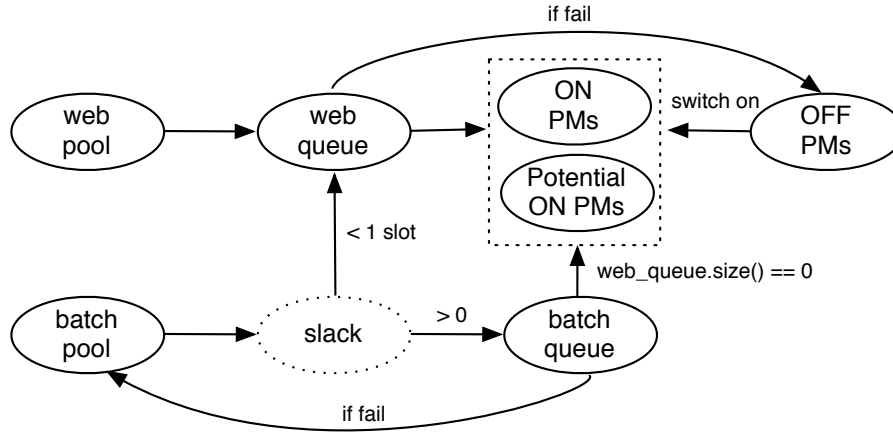 if fail
web
pool
web
queue
ON
PMs
Potential
ON PMs
switch on
OFF
PMs
< 1 slot
web_queue.size() == 0
batch
pool
slack
> 0
batch
queue
if fail